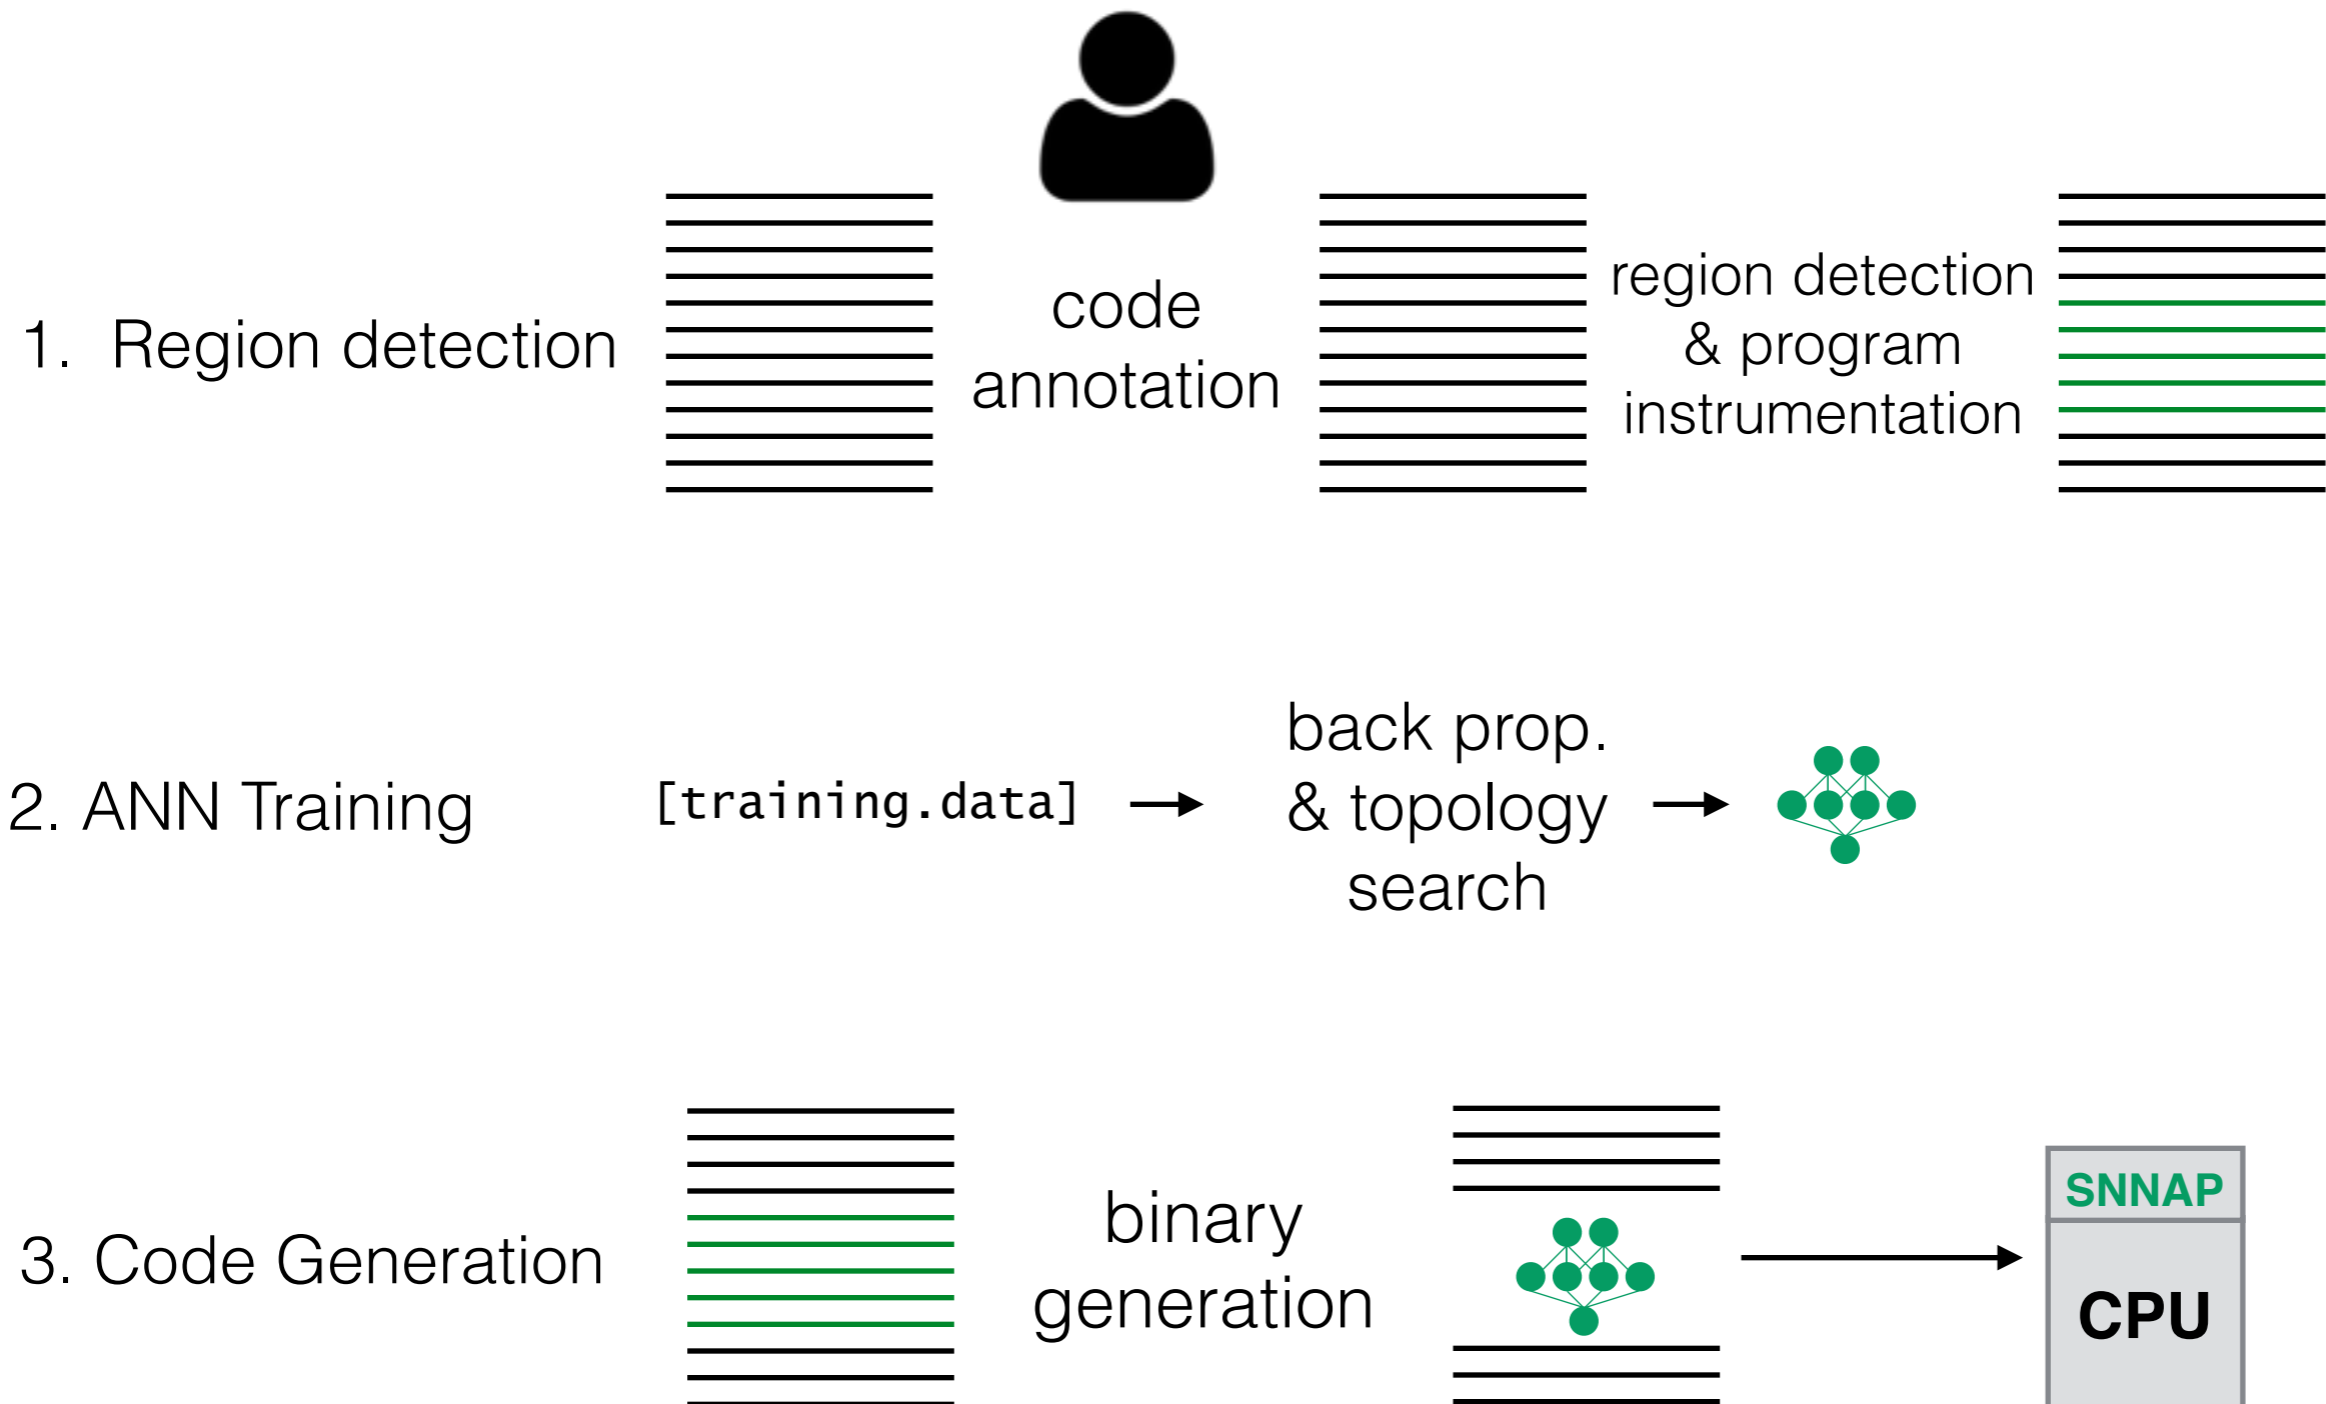 1. Region detection
code
annotation
region detection
& program
instrumentation
2. ANN Training
[training.data]
back prop.
& topology
search
3. Code Generation
binary
generation
SNNAP
CPU